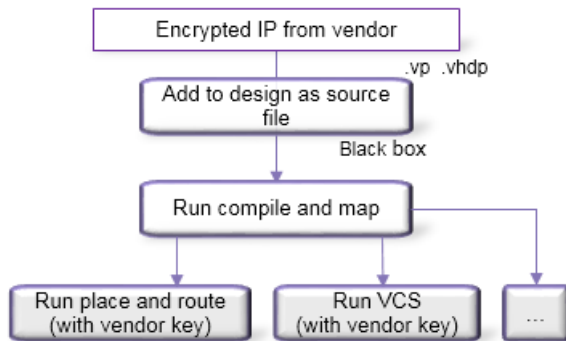 Encrypted IP from vendor
.vp .vhdp
Add to design as source
file
Black box
Run compile and map
Run place and route
(with vendor key)
Run VCS
(with vendor key)
...